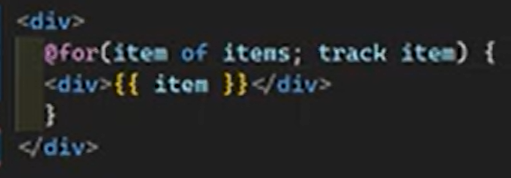 <div>
@for(item of items; track item) {
<div>{{ item }}</div>
}
</div>